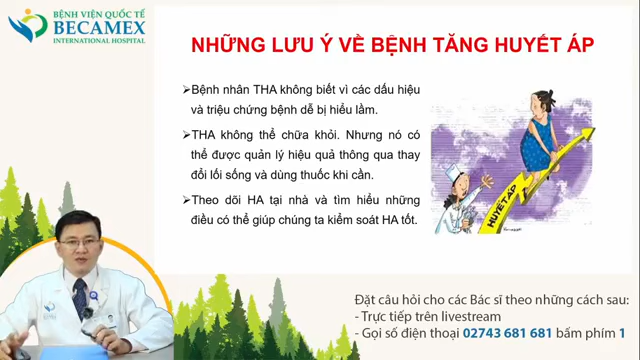 BỆNH VIỆN QUỐC TẾ
BECAMEX
INTERNATIONAL HOSPITAL
NHỮNG LƯU Ý VỀ BỆNH TĂNG HUYẾT ÁP
➢Bệnh nhân THA không biết vì các dấu hiệu
và triệu chứng bệnh dễ bị hiểu lầm.
➢THA không thể chữa khỏi. Nhưng nó có
thể được quản lý hiệu quả thông qua thay
đổi lối sống và dùng thuốc khi cần.
➢Theo dõi HA tại nhà và tìm hiểu những
điều có thể giúp chúng ta kiểm soát HA tốt.
HUYẾT ÁP
Đặt câu hỏi cho các Bác sĩ theo những cách sau:
- Trực tiếp trên livestream
- Gọi số điện thoại 02743 681 681 bấm phím 1